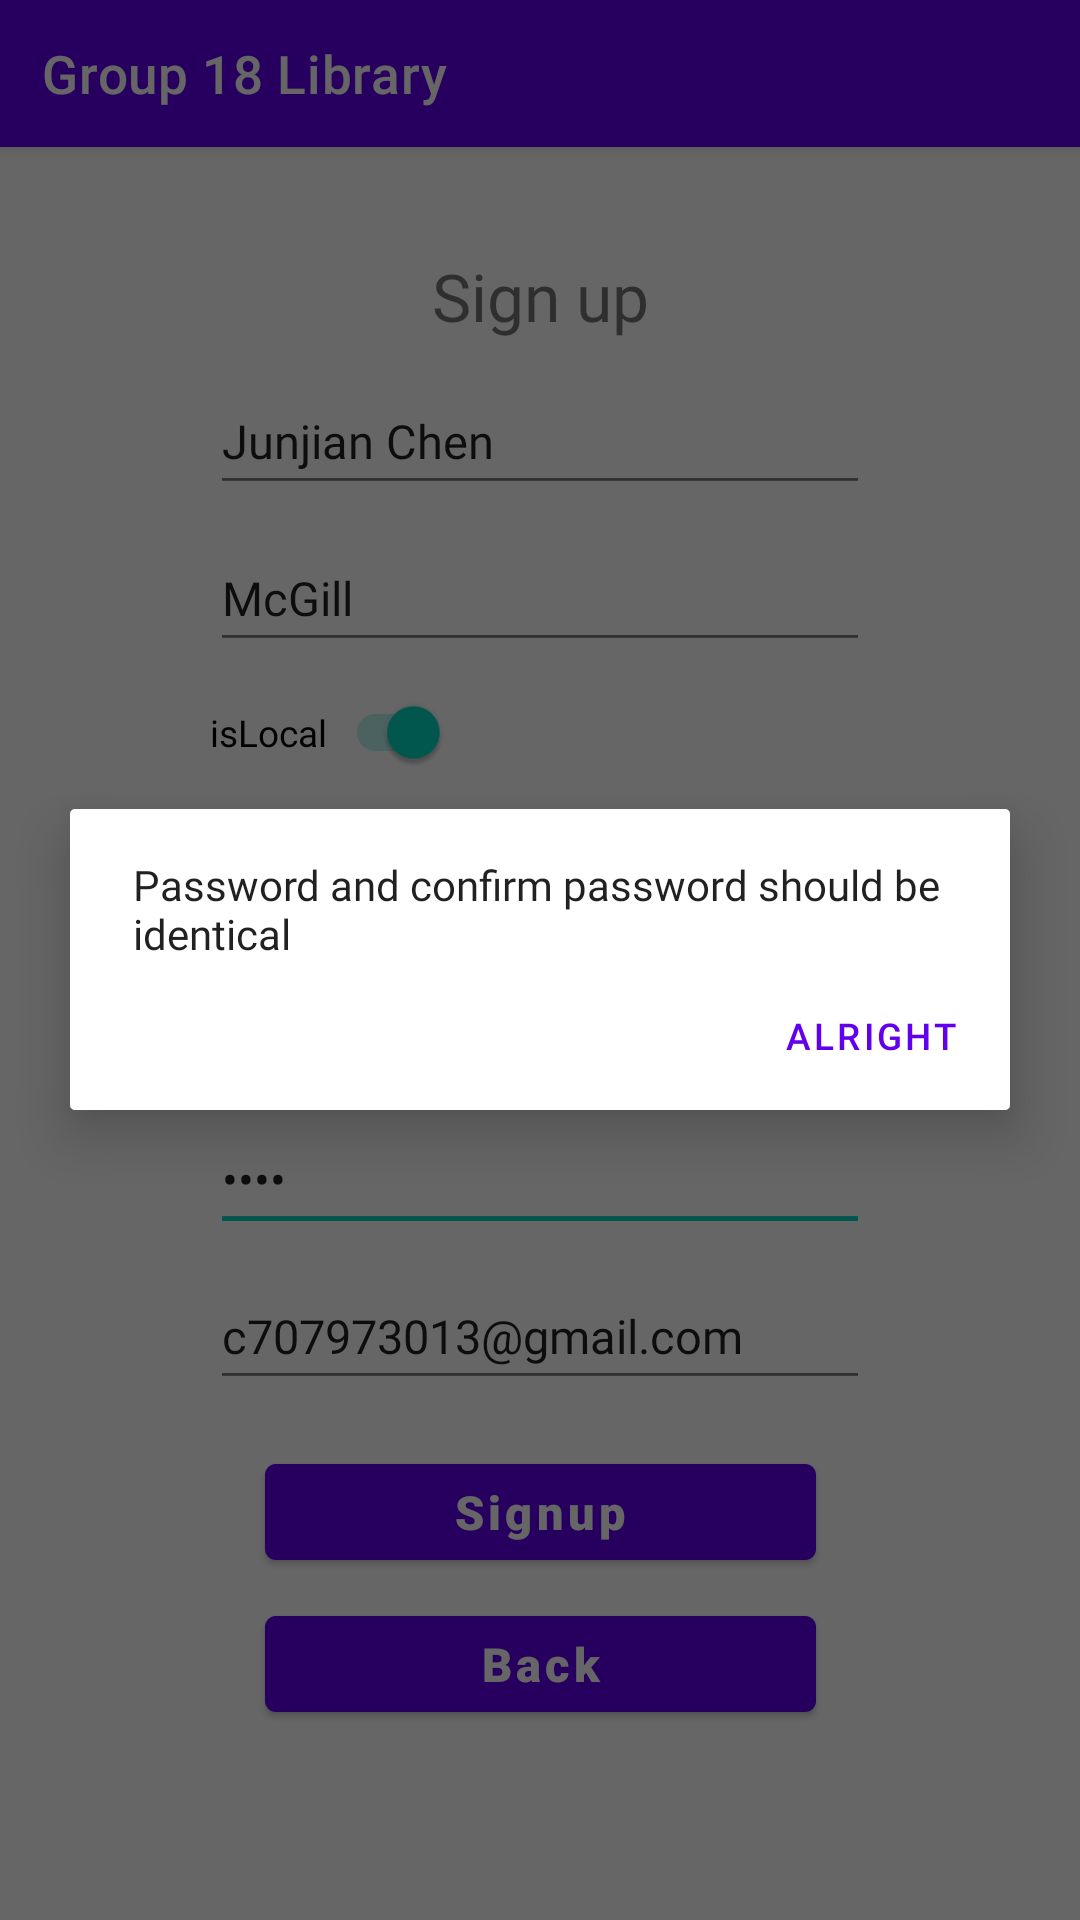 Group 18 Library
Sign up
Junjian Chen
McGill
isLocal
Password and confirm password should be
identical
ALRIGHT
••••
c707973013@gmail.com
Signup
Back